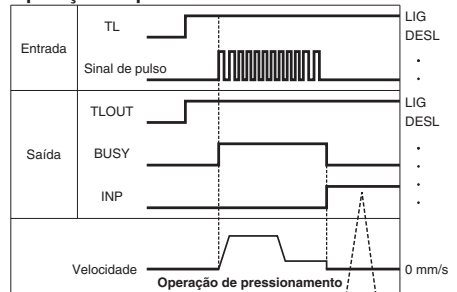 Entrada
TL
LIG
DESL
Sinal de pulso
Saída
TLOUT
LIG
DESL
BUSY
INP
Velocidade
0 mm/s
Operação de pressionamento